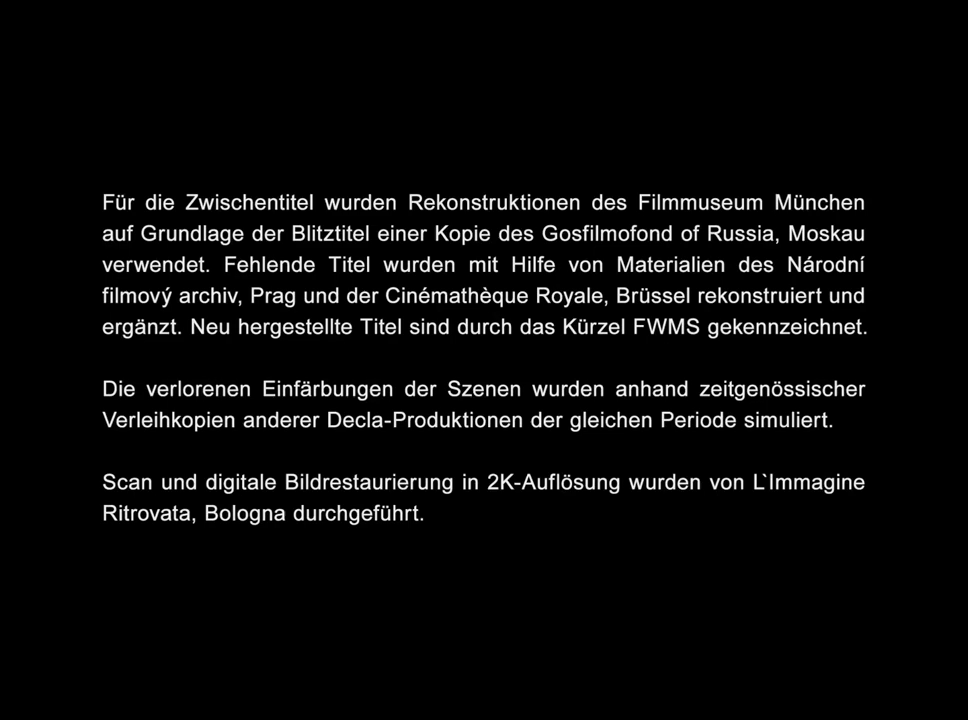 Für die Zwischentitel wurden Rekonstruktionen des Filmmuseum München
auf Grundlage der Blitztitel einer Kopie des Gosfilmofond of Russia, Moskau
verwendet. Fehlende Titel wurden mit Hilfe von Materialien des Národní
filmový archiv, Prag und der Cinémathèque Royale, Brüssel rekonstruiert und
ergänzt. Neu hergestellte Titel sind durch das Kürzel FWMS gekennzeichnet.
Die verlorenen Einfärbungen der Szenen wurden anhand zeitgenössischer
Verleihkopien anderer Decla-Produktionen der gleichen Periode simuliert.
Scan und digitale Bildrestaurierung in 2K-Auflösung wurden von L`Immagine
Ritrovata, Bologna durchgeführt.